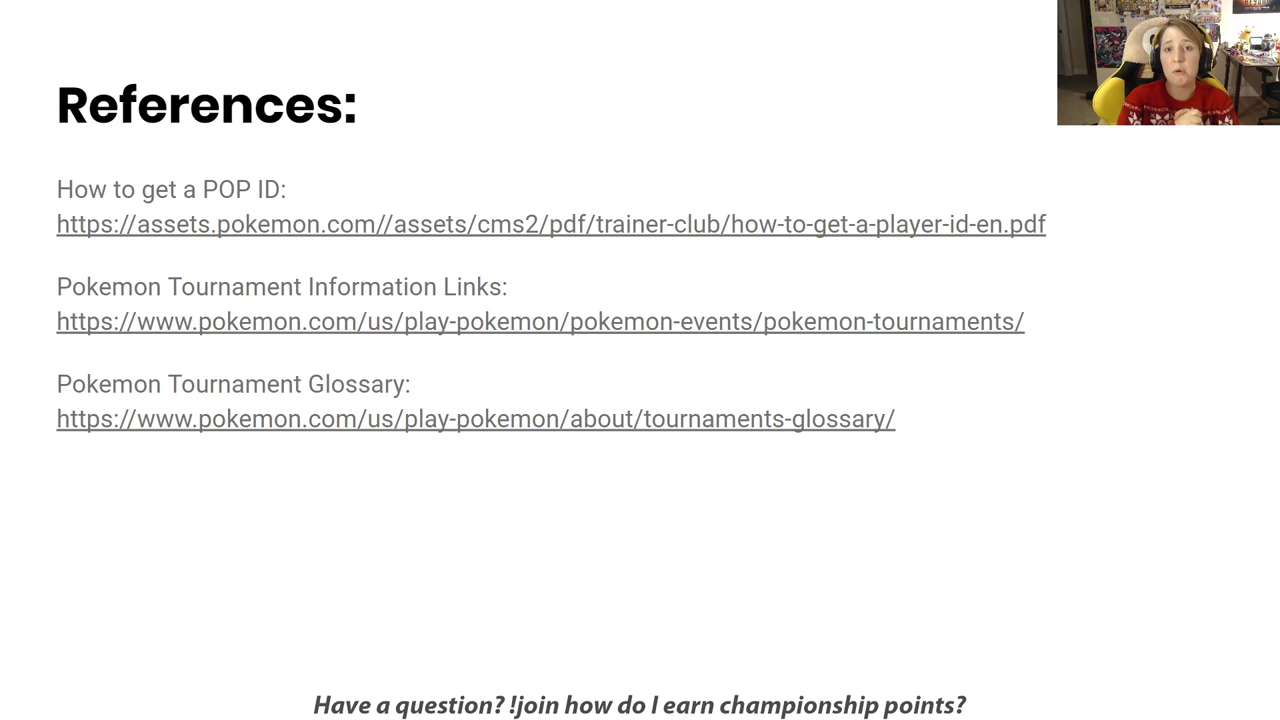 References:
How to get a POP ID:
https://assets.pokemon.com//assets/cms2/pdf/trainer-club/how-to-get-a-player-id-en.pdf
Pokemon Tournament Information Links:
https://www.pokemon.com/us/play-pokemon/pokemon-events/pokemon-tournaments/
Pokemon Tournament Glossary:
https://www.pokemon.com/us/play-pokemon/about/tournaments-glossary/
Have a question? !join how do I earn championship points?